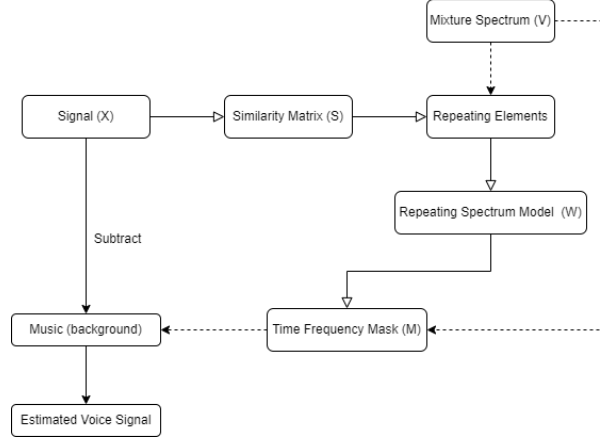 Mixture Spectrum (V)
Signal (X)
Similarity Matrix (S)
Repeating Elements
Repeating Spectrum Model (W)
Subtract
Music (background)
Time Frequency Mask (M)
Estimated Voice Signal